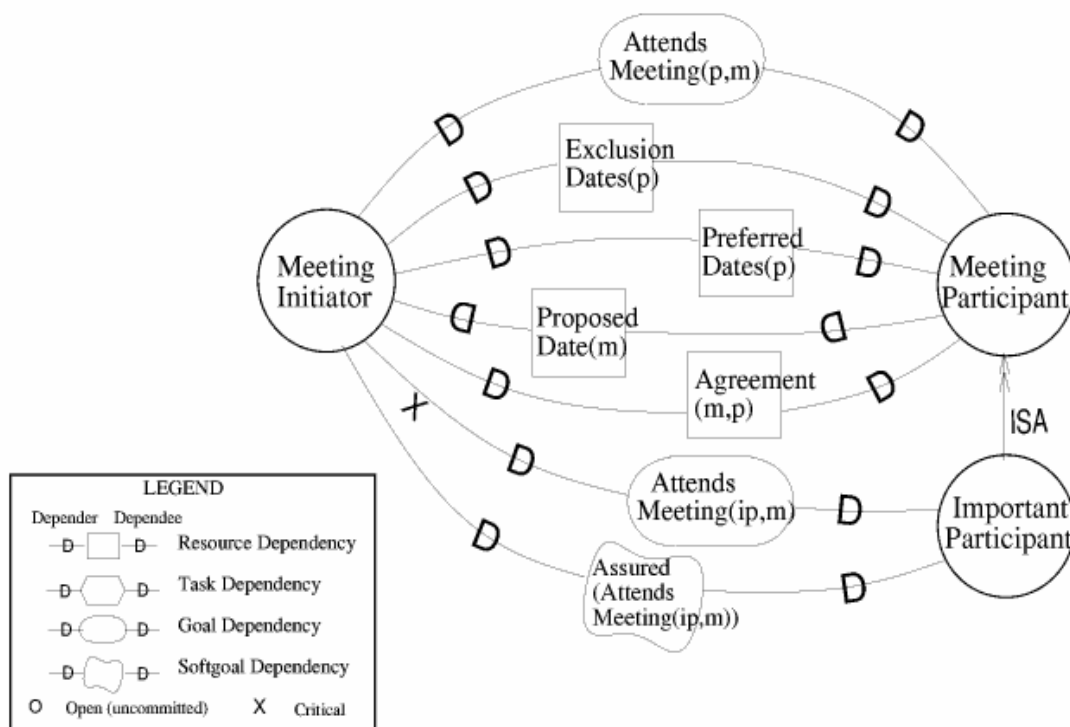 Attends
Meeting(p,m)
D
D
Exclusion
Dates(p)
D
D
Meeting
Initiator
D
Preferred
Dates(p)
D
Meeting
Participant
D
Proposed
Date(m)
D
D
Agreement
(m,p)
D
X
ISA
D
Attends
Meeting(ip,m)
D
Important
Participant
D
Assured
(Attends
Meeting(ip,m))
D
LEGEND
Depender Dependee
D D Resource Dependency
D D Task Dependency
D D Goal Dependency
D D Softgoal Dependency
O Open (uncommitted) X Critical